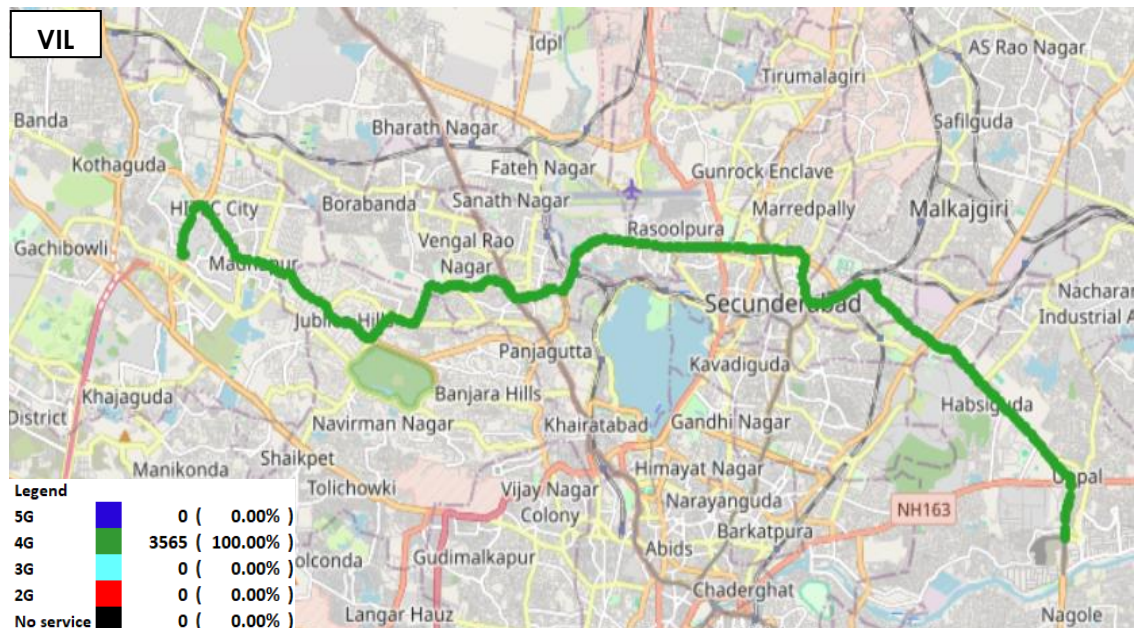 VIL
Idpl
AS Rao Nagar
Tirumalagiri
Banda
Bharath Nagar
Safilguda
Kothaguda
Fateh Nagar
Gunrock Enclave
Borabanda
Sanath Nagar
Marredpally
Malkajgiri
City
Rasoolpura
Gachibowli
Vengal Rao
Nagar
Nachara
Secunderabad
Industrial A
Panjagutta
Kavadiguda
Khajaguda
Banjara Hills
Habsiguda
District
Navirman Nagar
Khairatabad
Gandhi Nagar
Shaikpet
Manikonda
Himayat Nagar
Tolichowki
Vijay Nagar
Colony
Narayanguda
NH163
Barkatpura
Abids
olconda
Gudimalkapur
Chaderghat
Langar Hauz
Nagole
Legend
5G 0 ( 0.00% )
4G 3565 ( 100.00% )
3G 0 ( 0.00% )
2G 0 ( 0.00% )
No service 0 ( 0.00% )